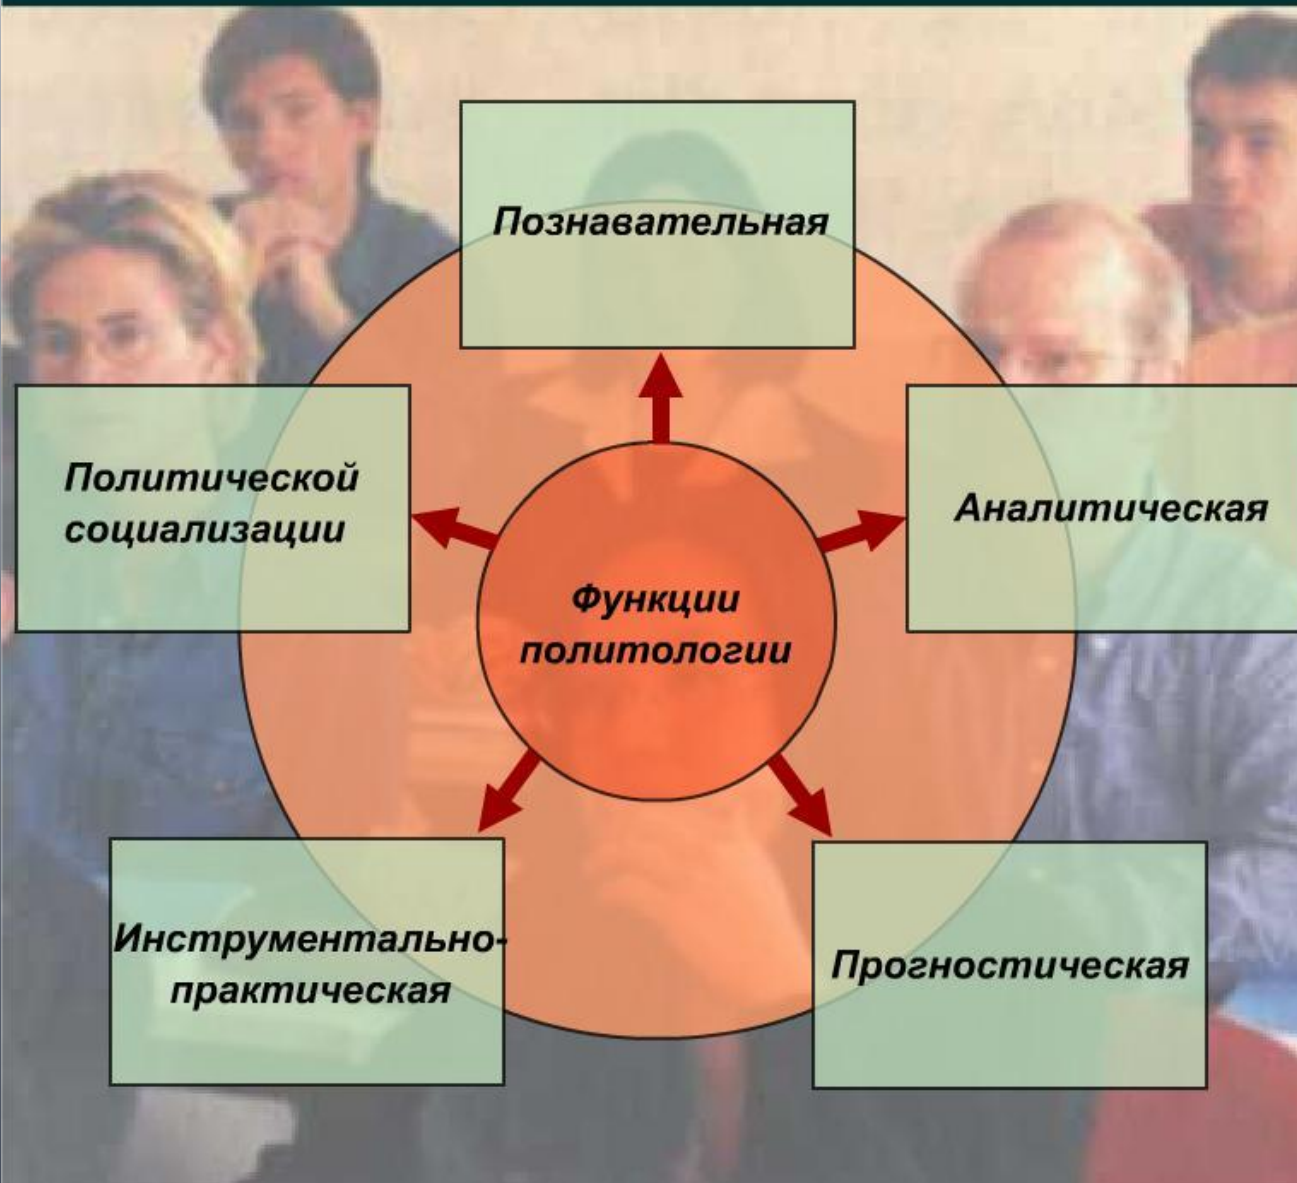 Познавательная
Политической
социализации
Аналитическая
Функции
политологии
Инструментально-
практическая
Прогностическая